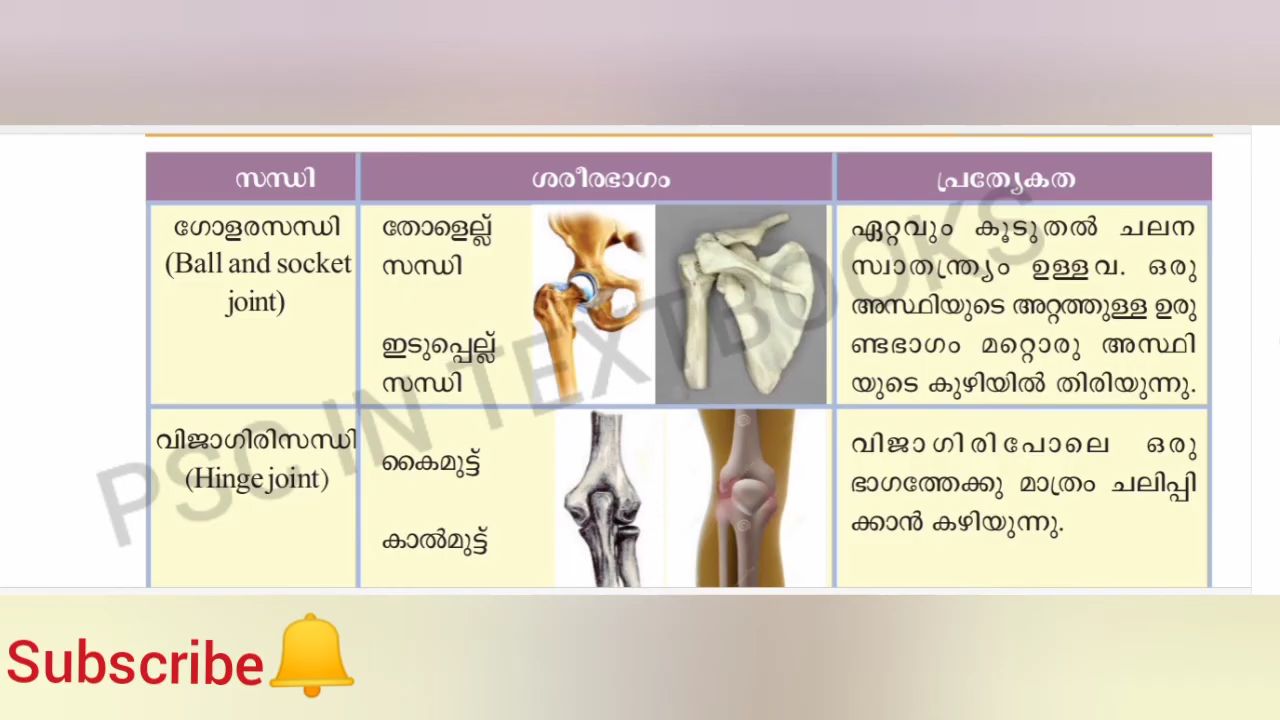 സന്ധി ശരീരഭാഗം പ്രത്യേകത
ഗോളരസന്ധി
(Ball and socket
joint)
തോളെല്ല്
സന്ധി
ഇടുപ്പെല്ല്
സന്ധി
ഏറ്റവും കൂടുതൽ ചലന
സ്വാതന്ത്ര്യം ഉള്ളവ. ഒരു
അസ്ഥിയുടെ അറ്റത്തുള്ള ഉരു
ണ്ടഭാഗം മറ്റൊരു അസ്ഥി
യുടെ കുഴിയിൽ തിരിയുന്നു.
വിജാഗിരിസന്ധി
(Hinge joint)
കൈമുട്ട്
കാൽമുട്ട്
വിജാഗിരിപോലെ ഒരു
ഭാഗത്തേക്കു മാത്രം ചലിപ്പി
ക്കാൻ കഴിയുന്നു.
PSC IN TEXTBOOKS
Subscribe